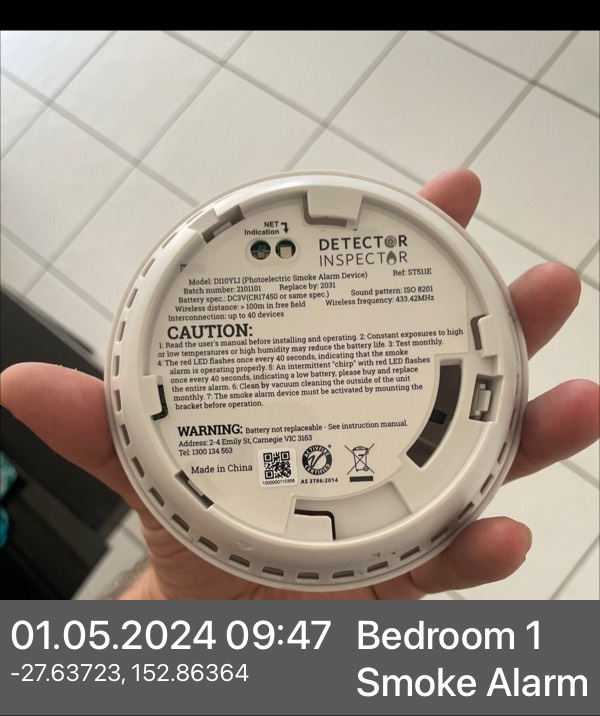 NET
Indication
DETECTOR
INSPECTOR
Model: DI10YLI (Photoelectric Smoke Alarm Device) Ref: ST511E
Batch number: 2101101 Replace by: 2031
Battery spec.: DC3V(CR17450 or same spec.) Sound pattern: ISO 8201
Wireless distance: > 100m in free field Wireless frequency: 433.42MHz
Interconnection: up to 40 devices
CAUTION:
1: Read the user's manual before installing and operating. 2: Constant exposures to high
or low temperatures or high humidity may reduce the battery life. 3: Test monthly.
4: The red LED flashes once every 40 seconds, indicating that the smoke
alarm is operating properly. 5: An intermittent "chirp" with red LED flashes
once every 40 seconds, indicating a low battery, please buy and replace
the entire alarm. 6: Clean by vacuum cleaning the outside of the unit
monthly. 7: The smoke alarm device must be activated by mounting the
bracket before operation.
WARNING: Battery not replaceable - See instruction manual.
Address: 2-4 Emily St, Carnegie VIC 3163
Tel: 1300 134 563
Made in China
ACTIVFIRE
CERTIFIED
AS 3786:2014
01.05.2024 09:47
-27.63723, 152.86364
Bedroom 1
Smoke Alarm